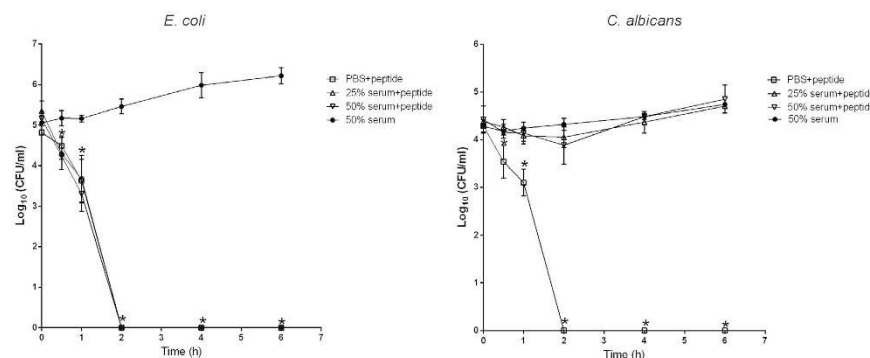 E. coli
Log10 (CFU/ml)
7
6
5
4
3
2
1
0
0 1 2 3 4 5 6 7
Time (h)
PBS+peptide
25% serum+peptide
50% serum+peptide
50% serum
* * * * *
C. albicans
Log10 (CFU/ml)
6
5
4
3
2
1
0
0 1 2 3 4 5 6 7
Time (h)
PBS+peptide
25% serum+peptide
50% serum+peptid
50% serum
* * * * *